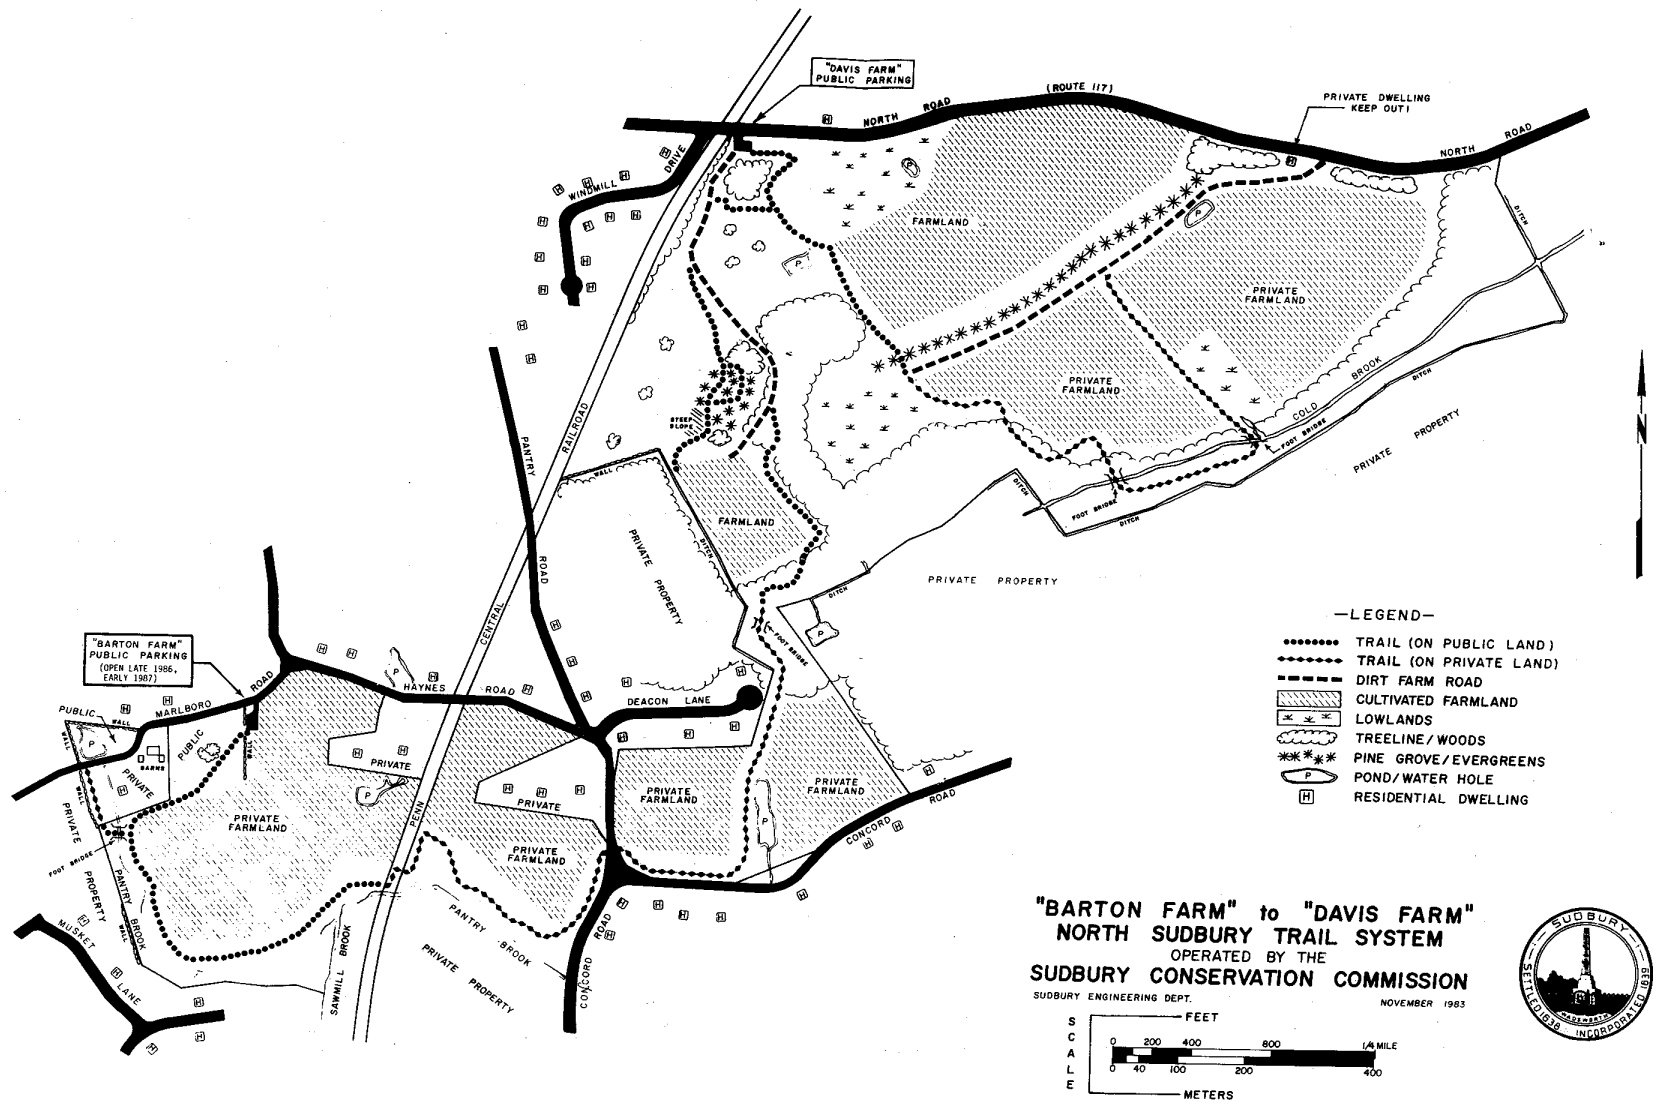 "DAVIS FARM"
PUBLIC PARKING
NORTH ROAD
(ROUTE 117)
PRIVATE DWELLING
KEEP OUT!
NORTH ROAD
WINDMILL DRIVE
FARMLAND
DITCH
PRIVATE
FARMLAND
PRIVATE
FARMLAND
COLD BROOK
DITCH
FOOT BRIDGE
PRIVATE PROPERTY
STEEP
SLOPE
PENN CENTRAL RAILROAD
PANTRY ROAD
WALL
FARMLAND
DITCH
DITCH
FOOT BRIDGE
DITCH
PRIVATE PROPERTY
PRIVATE PROPERTY
DITCH
FOOT BRIDGE
N
"BARTON FARM"
PUBLIC PARKING
(OPEN LATE 1986,
EARLY 1987)
MARLBORO ROAD
HAYNES ROAD
DEACON LANE
PUBLIC
WALL
WALL
P
BARNS
PUBLIC
WALL
PRIVATE
WALL
PRIVATE PROPERTY
PRIVATE
PRIVATE
FARMLAND
P
PRIVATE
PRIVATE
FARMLAND
PRIVATE
FARMLAND
PRIVATE
FARMLAND
P
CONCORD ROAD
FOOT BRIDGE
PANTRY BROOK
WALL
MUSKET LANE
SAWMILL BROOK
PANTRY BROOK
PRIVATE PROPERTY
CONCORD ROAD
—LEGEND—
TRAIL (ON PUBLIC LAND)
TRAIL (ON PRIVATE LAND)
DIRT FARM ROAD
CULTIVATED FARMLAND
LOWLANDS
TREELINE/WOODS
PINE GROVE/EVERGREENS
P POND/WATER HOLE
H RESIDENTIAL DWELLING
"BARTON FARM" to "DAVIS FARM"
NORTH SUDBURY TRAIL SYSTEM
OPERATED BY THE
SUDBURY CONSERVATION COMMISSION
SUDBURY ENGINEERING DEPT. NOVEMBER 1983
SCALE
FEET
0 200 400 800 1/4 MILE
0 40 100 200 400
METERS
SUDBURY
SETTLED 1638 INCORPORATED 1639
WADSWORTH